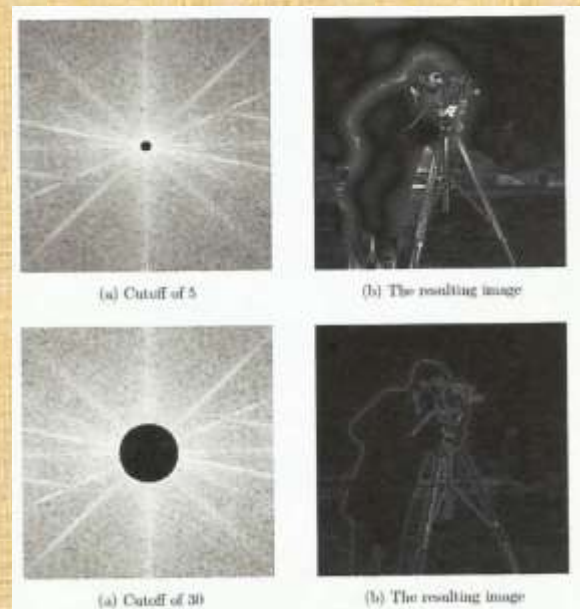 (a) Cutoff of 5
(b) The resulting image
(a) Cutoff of 30
(b) The resulting image